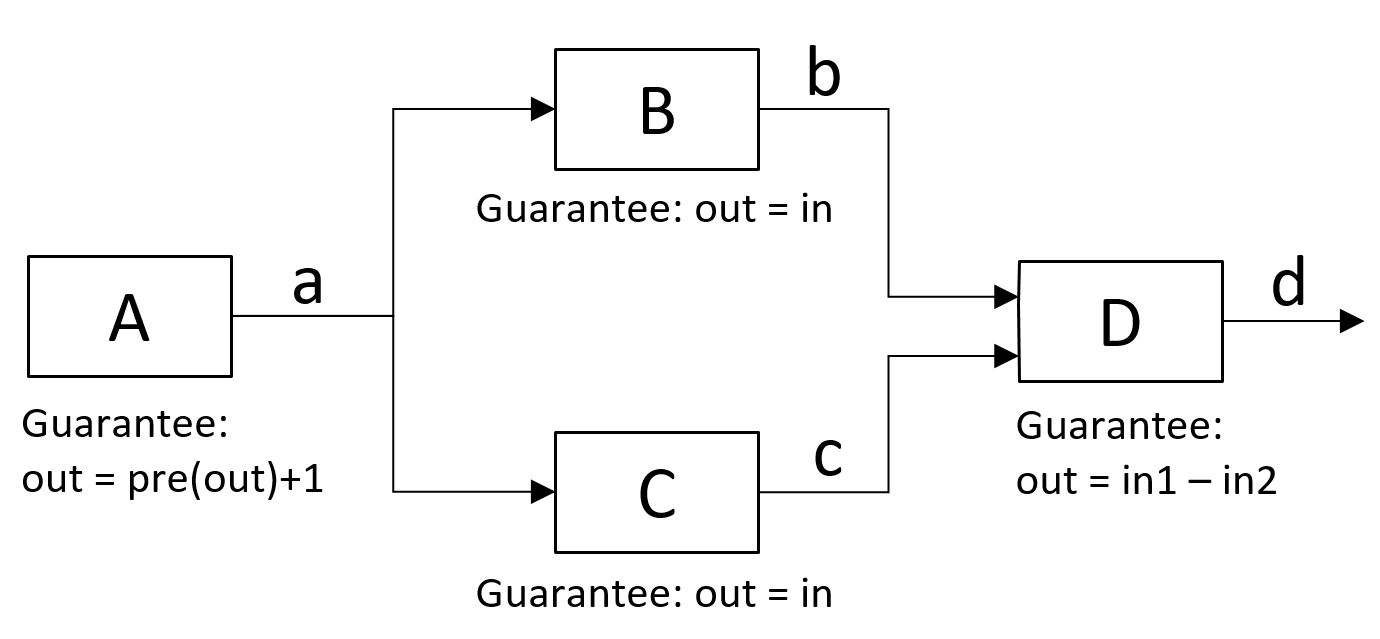 b
B
Guarantee: out = in
a
A
Guarantee:
out = pre(out)+1
d
D
Guarantee:
out = in1 – in2
c
C
Guarantee: out = in